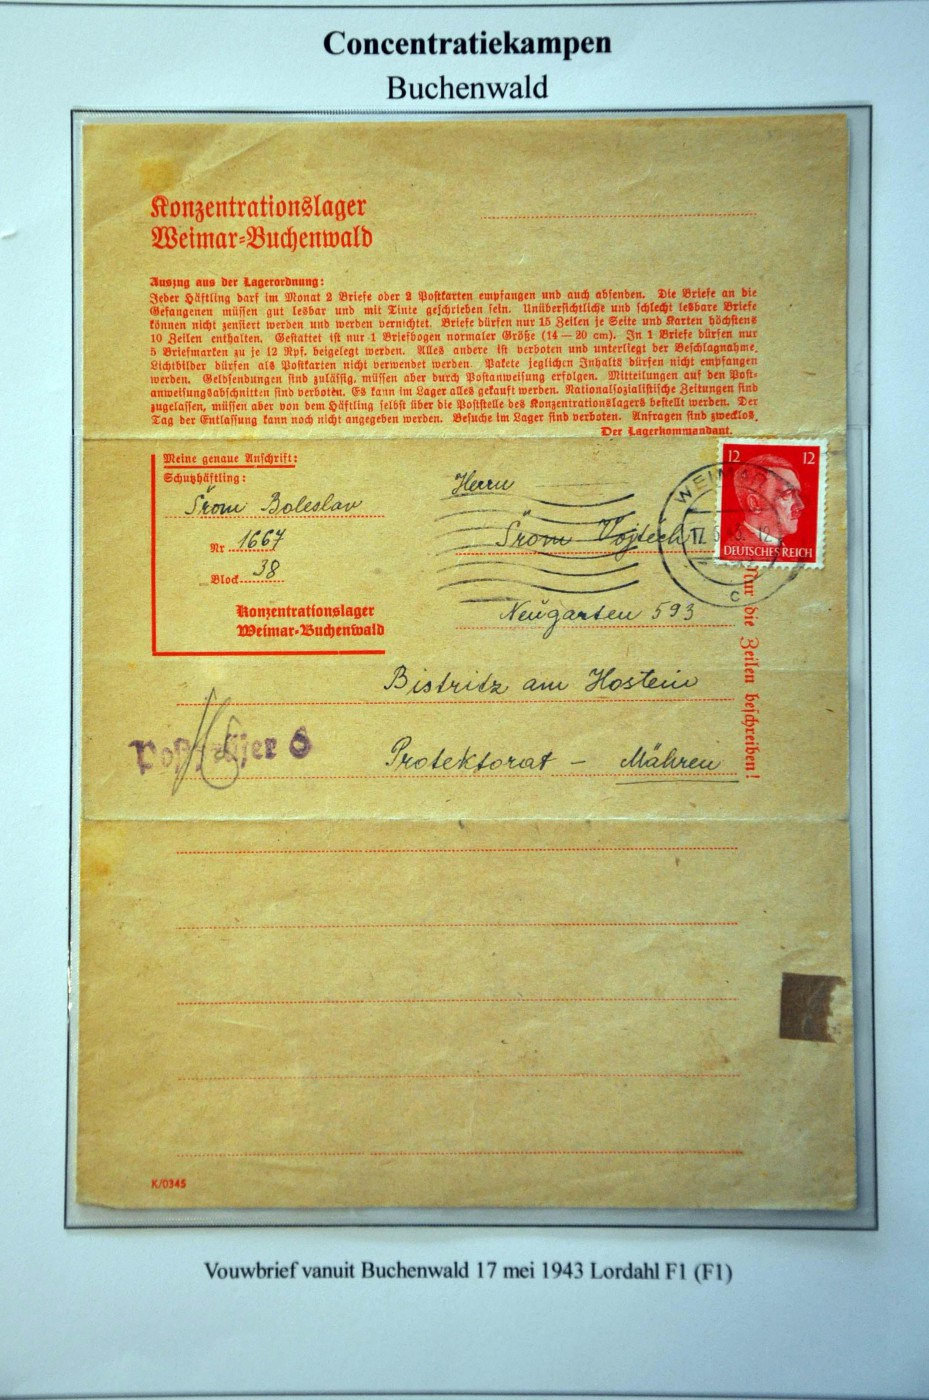 Concentratiekampen
Buchenwald
Konzentrationslager
Weimar-Buchenwald
Auszug aus der Lagerordnung:
Jeder Häftling darf im Monat 2 Briefe oder 2 Postkarten empfangen und auch absenden. Die Briefe an die
Gefangenen müssen gut lesbar und mit Tinte geschrieben sein. Unübersichtliche und schlecht lesbare Briefe
können nicht zensiert werden und werden vernichtet. Briefe dürfen nur 15 Zeilen je Seite und Karten höchstens
10 Zeilen enthalten. Gestattet ist nur 1 Briefbogen normaler Größe (14—20 cm). In 1 Briefe dürfen nur
5 Briefmarken zu je 12 Rpf. beigelegt werden. Alles andere ist verboten und unterliegt der Beschlagnahme.
Lichtbilder dürfen als Postkarten nicht verwendet werden. Pakete jeglichen Inhalts dürfen nicht empfangen
werden. Geldsendungen sind zulässig, müssen aber durch Postanweisung erfolgen. Mitteilungen auf den Post-
anweisungsabschnitten sind verboten. Es kann im Lager alles gekauft werden. Nationalsozialistische Zeitungen sind
zugelassen, müssen aber von dem Häftling selbst über die Poststelle des Konzentrationslagers bestellt werden. Der
Tag der Entlassung kann noch nicht angegeben werden. Besuche im Lager sind verboten. Anfragen sind zwecklos.
Der Lagerkommandant.
Meine genaue Anschrift:
Schutzhäftling:
Šrom Boleslav
Nr 1667
Block 38
Konzentrationslager
Weimar-Buchenwald
Herrn
Šrom Vojtěch
Neugarten 593
Bistritz am Hostein
Protektorat - Mähren
12 12
DEUTSCHES REICH
WEIMAR
c
Nur die Zeilen beschreiben!
6
K/0345
Vouwbrief vanuit Buchenwald 17 mei 1943 Lordahl F1 (F1)